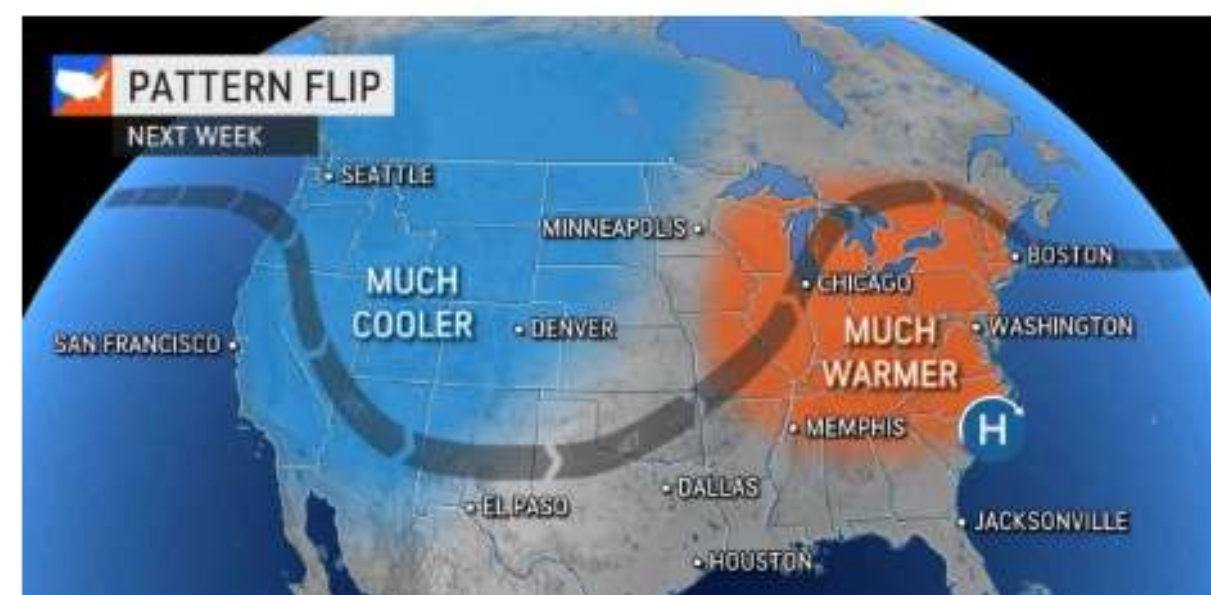 PATTERN FLIP
NEXT WEEK
SEATTLE
MINNEAPOLIS
BOSTON
MUCH
COOLER
CHICAGO
DENVER
SAN FRANCISCO
MUCH
WARMER
WASHINGTON
MEMPHIS
H
EL PASO
DALLAS
JACKSONVILLE
HOUSTON